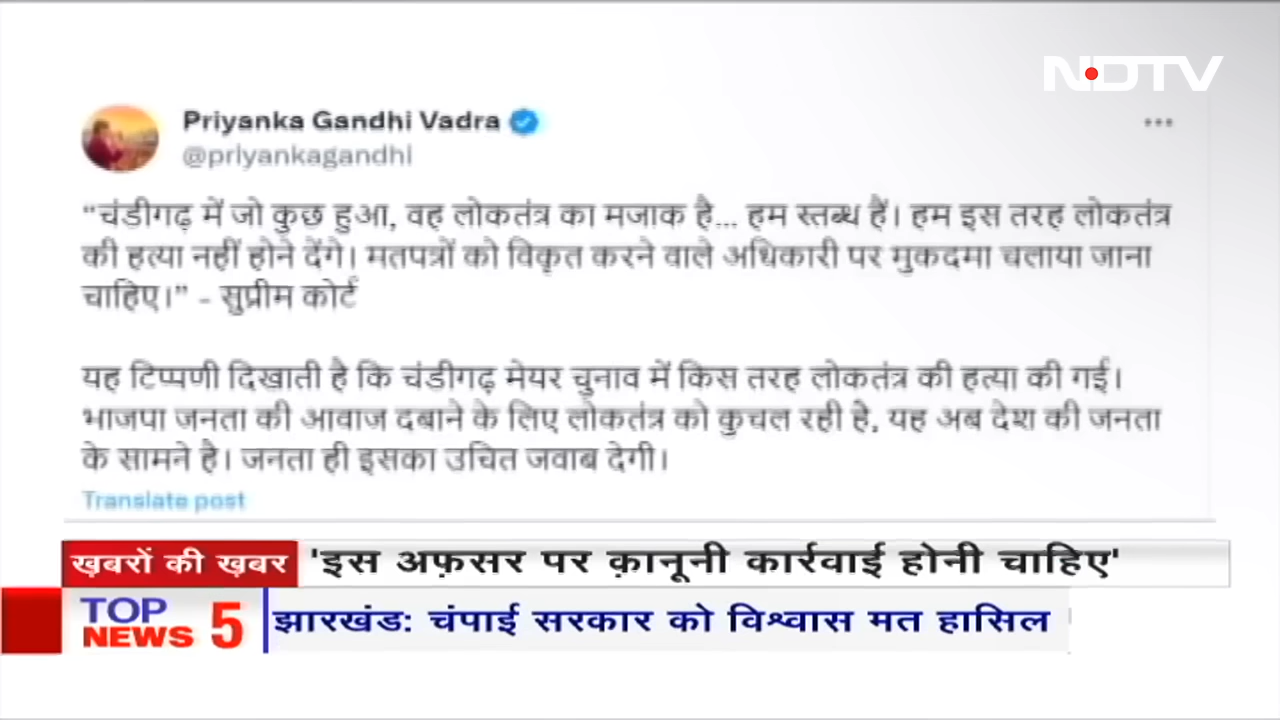 NDTV
Priyanka Gandhi Vadra
@priyankagandhi
“चंडीगढ़ में जो कुछ हुआ, वह लोकतंत्र का मजाक है... हम स्तब्ध हैं। हम इस तरह लोकतंत्र
की हत्या नहीं होने देंगे। मतपत्रों को विकृत करने वाले अधिकारी पर मुकदमा चलाया जाना
चाहिए।” - सुप्रीम कोर्ट
यह टिप्पणी दिखाती है कि चंडीगढ़ मेयर चुनाव में किस तरह लोकतंत्र की हत्या की गई।
भाजपा जनता की आवाज दबाने के लिए लोकतंत्र को कुचल रही है, यह अब देश की जनता
के सामने है। जनता ही इसका उचित जवाब देगी।
Translate post
ख़बरों की ख़बर 'इस अफ़सर पर क़ानूनी कार्रवाई होनी चाहिए'
TOP NEWS 5 झारखंड: चंपाई सरकार को विश्वास मत हासिल